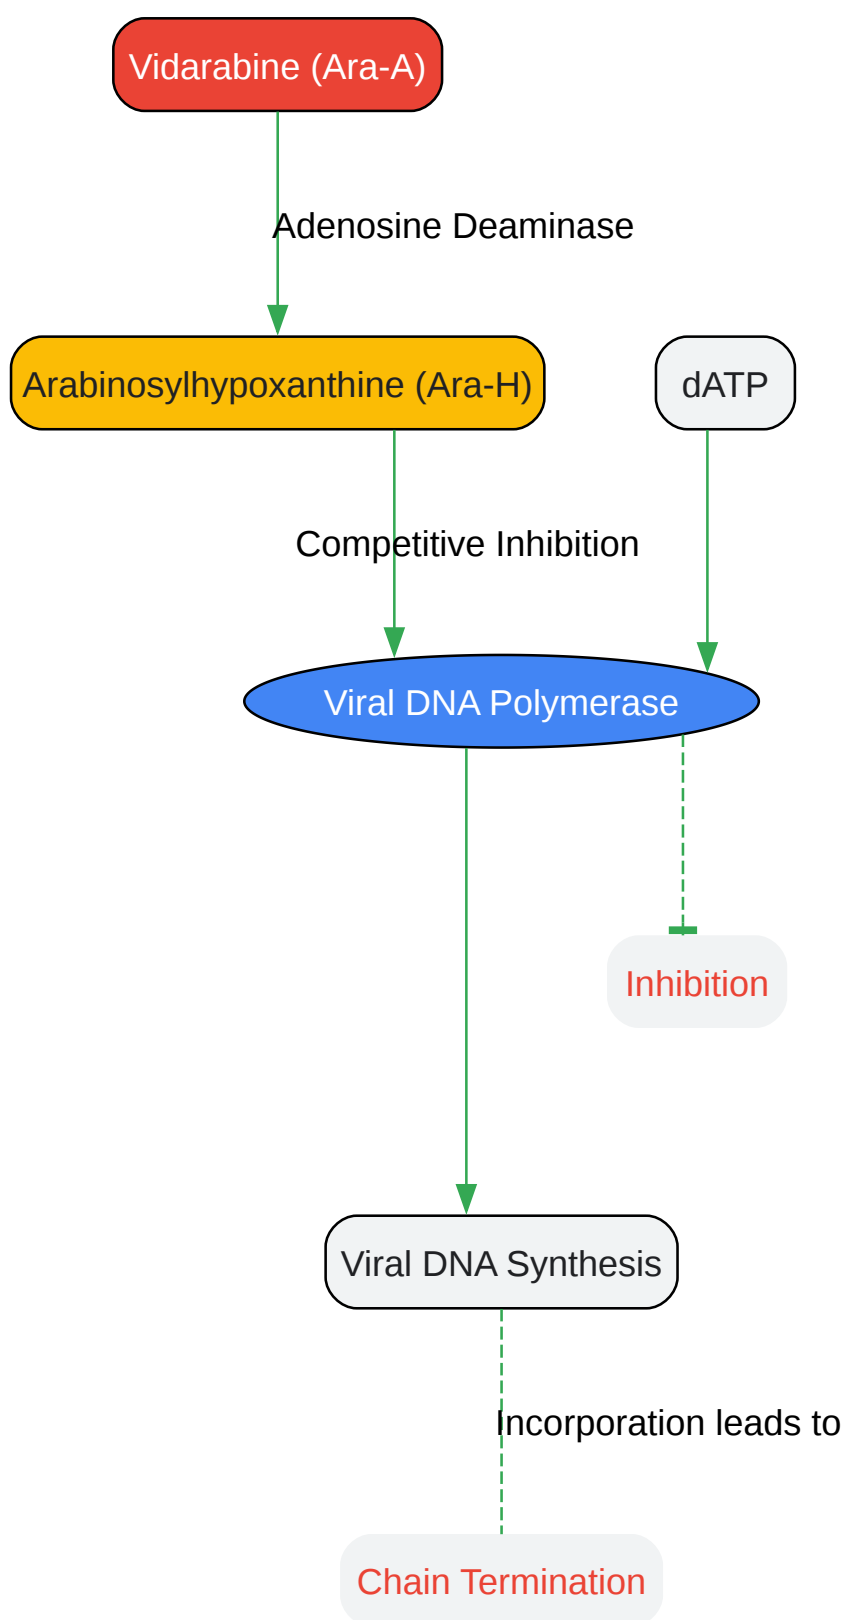 Vidarabine (Ara-A)
Adenosine Deaminase
Arabinosylhypoxanthine (Ara-H)
dATP
Competitive Inhibition
Viral DNA Polymerase
Inhibition
Viral DNA Synthesis
Incorporation leads to
Chain Termination